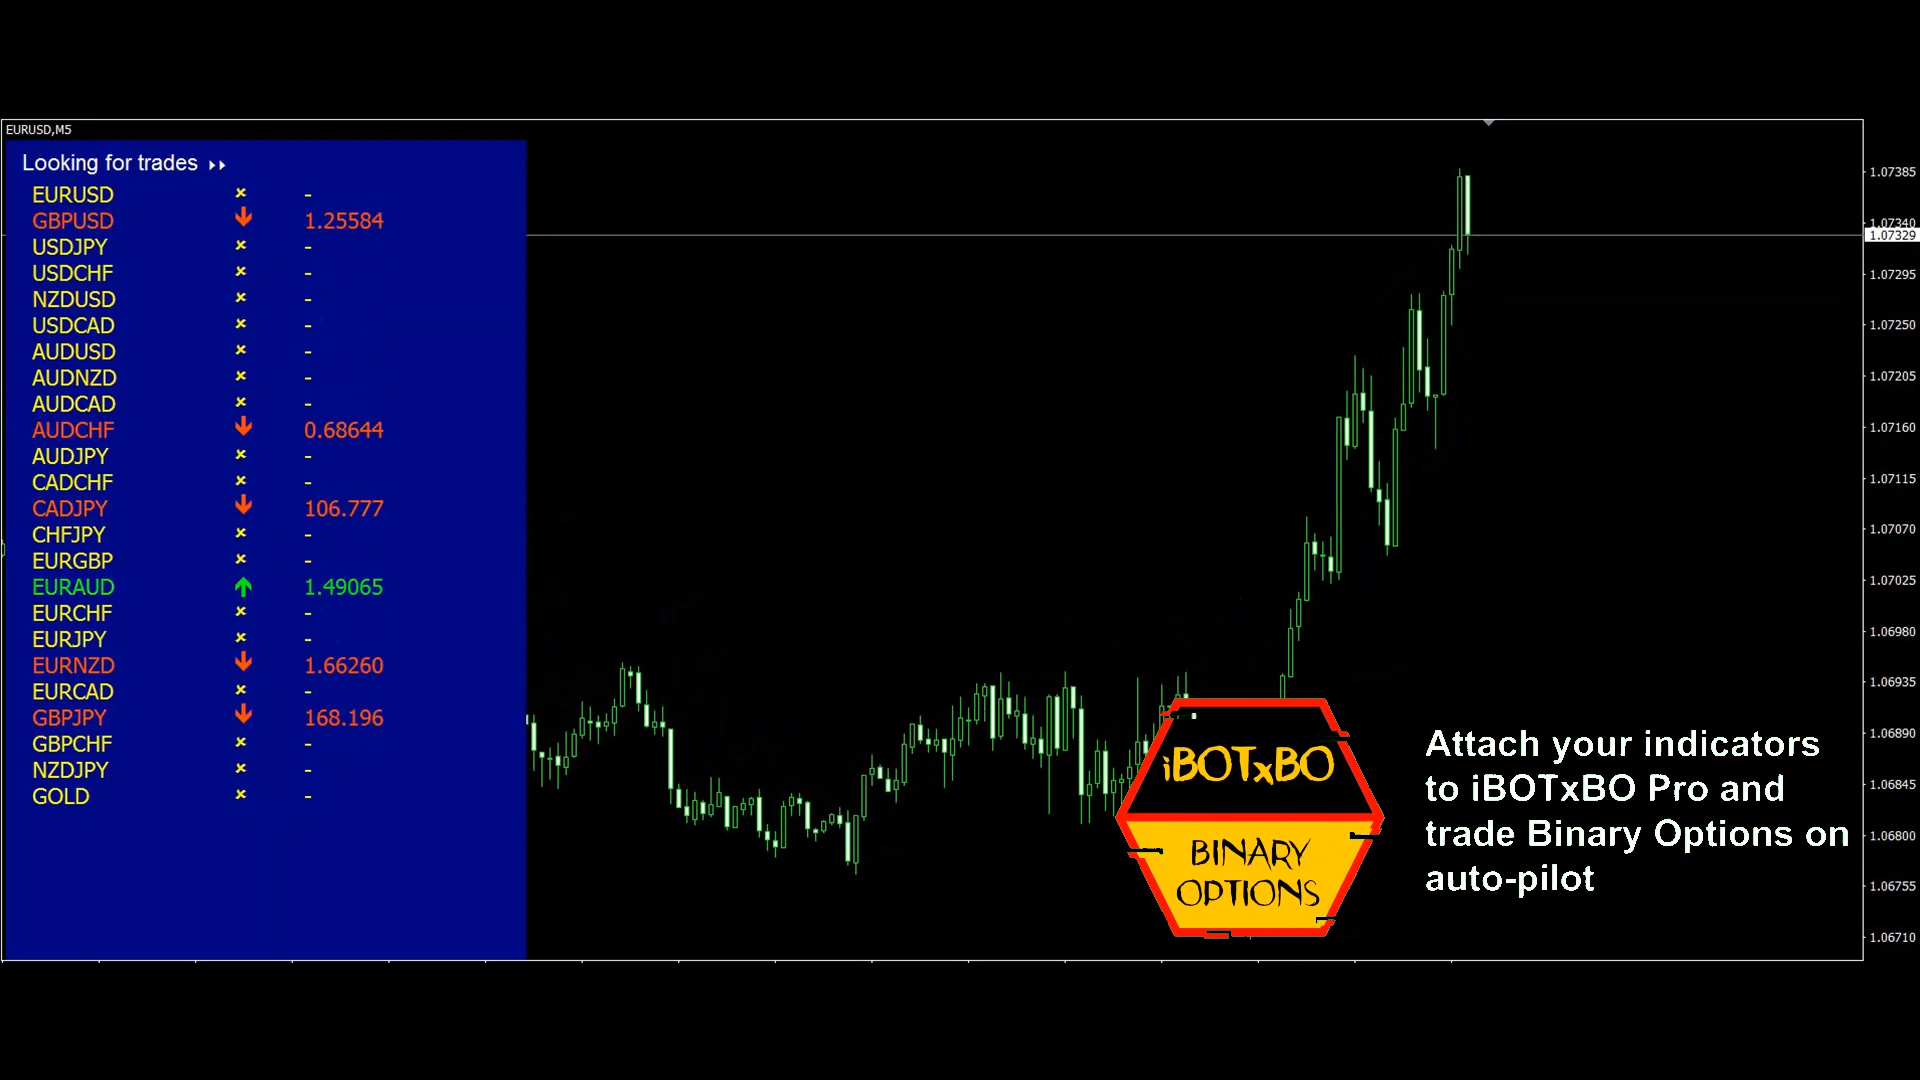 EURUSD,M5
Looking for trades
EURUSD × -
GBPUSD ↓ 1.25584
USDJPY × -
USDCHF × -
NZDUSD × -
USDCAD × -
AUDUSD × -
AUDNZD × -
AUDCAD × -
AUDCHF ↓ 0.68644
AUDJPY × -
CADCHF × -
CADJPY ↓ 106.777
CHFJPY × -
EURGBP × -
EURAUD ↑ 1.49065
EURCHF × -
EURJPY × -
EURNZD ↓ 1.66260
EURCAD × -
GBPJPY ↓ 168.196
GBPCHF × -
NZDJPY × -
GOLD × -
1.07385
1.07340
1.07329
1.07295
1.07250
1.07205
1.07160
1.07115
1.07070
1.07025
1.06980
1.06935
1.06890
1.06845
1.06800
1.06755
1.06710
iBOTxBO
BINARY
OPTIONS
Attach your indicators
to iBOTxBO Pro and
trade Binary Options on
auto-pilot